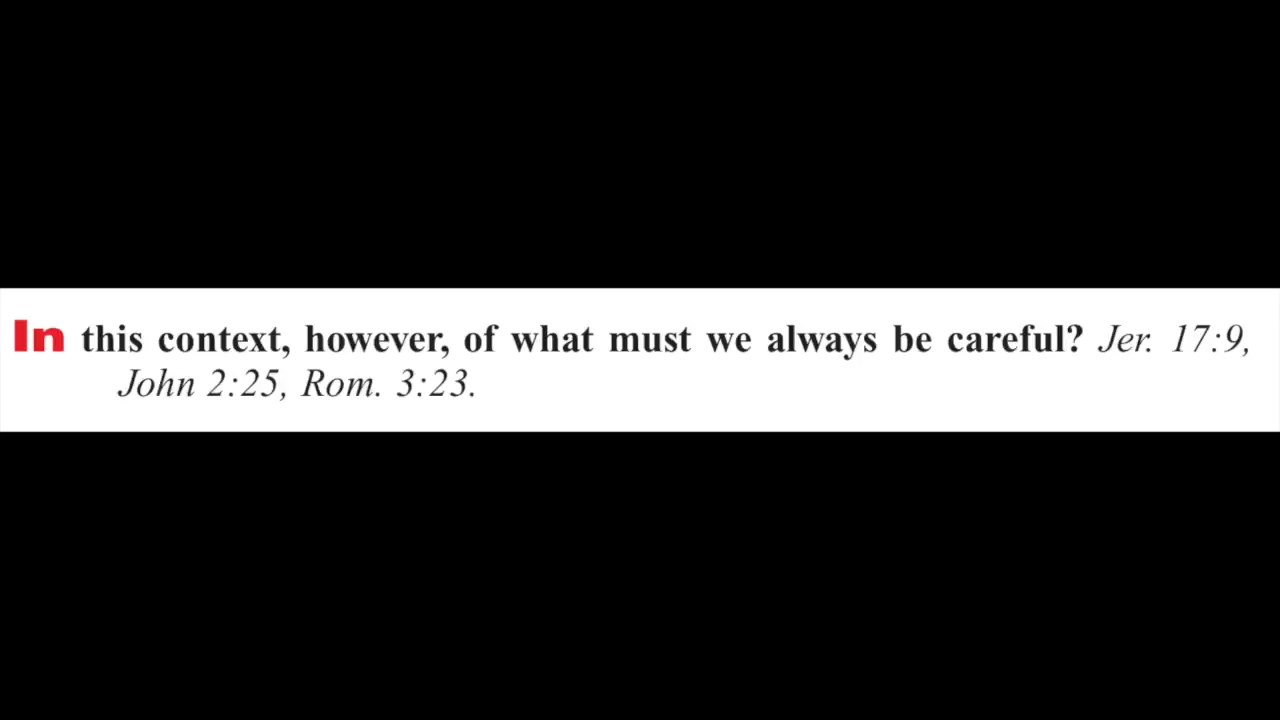 In this context, however, of what must we always be careful? Jer. 17:9,
John 2:25, Rom. 3:23.